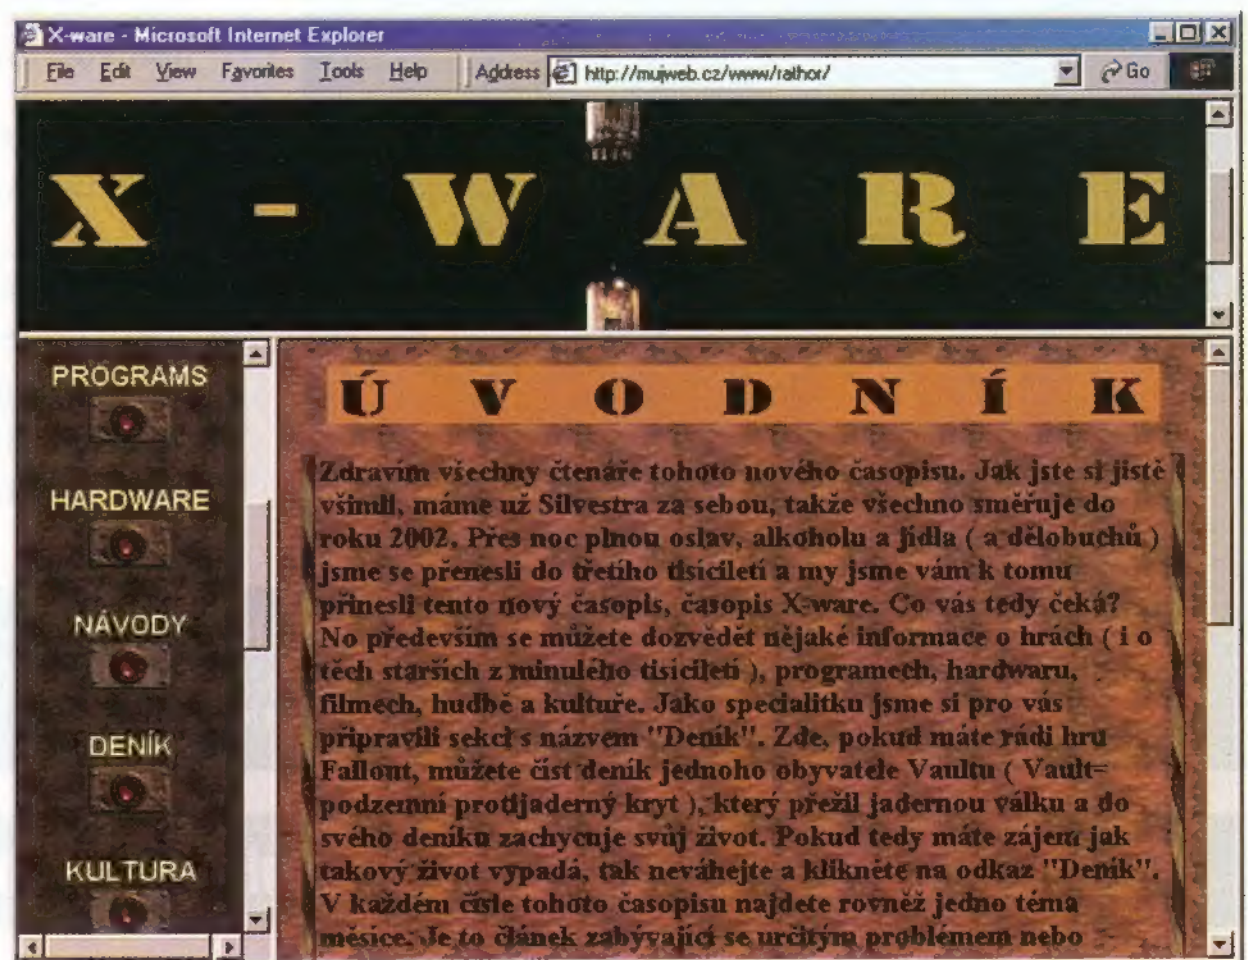 X-ware - Microsoft Internet Explorer
File Edit View Favorites Tools Help Address http://mujweb.cz/www/rathor/ Go
X - W A R E
PROGRAMS
HARDWARE
NÁVODY
DENÍK
KULTURA
Ú V O D N Í K
Zdravím všechny čtenáře tohoto nového časopisu. Jak jste si jistě
všimli, máme už Silvestra za sebou, takže všechno směřuje do
roku 2002. Přes noc plnou oslav, alkoholu a jídla ( a dělobuchů )
jsme se přenesli do třetího tisíciletí a my jsme vám k tomu
přinesli tento nový časopis, časopis X-ware. Co vás tedy čeká?
No především se můžete dozvědět nějaké informace o hrách ( i o
těch starších z minulého tisíciletí ), programech, hardwaru,
filmech, hudbě a kultuře. Jako specialitku jsme si pro vás
připravili sekci s názvem "Deník". Zde, pokud máte rádi hru
Fallout, můžete číst deník jednoho obyvatele Vaultu ( Vault=
podzemní protijaderný kryt ), který přežil jadernou válku a do
svého deníku zachycuje svůj život. Pokud tedy máte zájem jak
takový život vypadá, tak neváhejte a klikněte na odkaz "Deník".
V každém čísle tohoto časopisu najdete rovněž jedno téma
měsíce. Je to článek zabývající se určitým problémem nebo